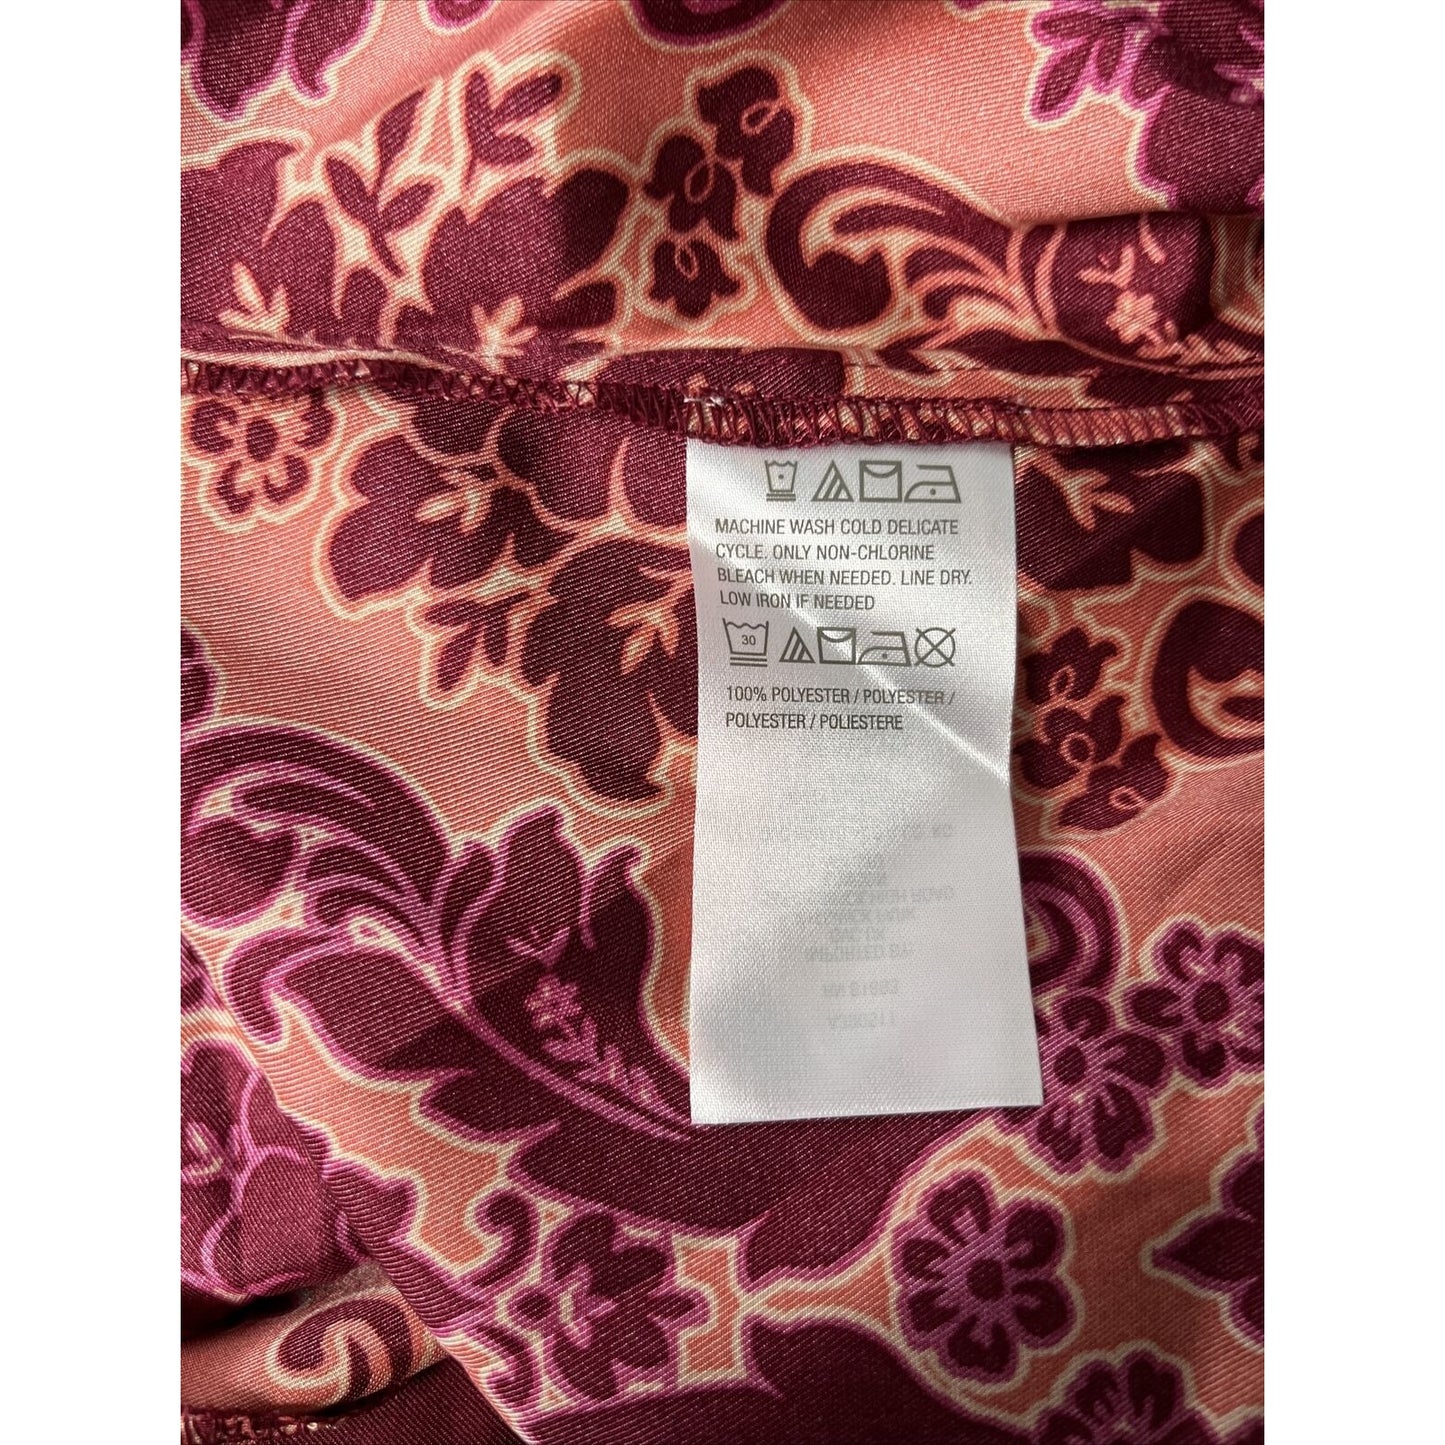 MACHINE WASH COLD DELICATE
CYCLE. ONLY NON-CHLORINE
BLEACH WHEN NEEDED. LINE DRY.
LOW IRON IF NEEDED
30
100% POLYESTER / POLYESTER /
POLYESTER / POLIESTERE